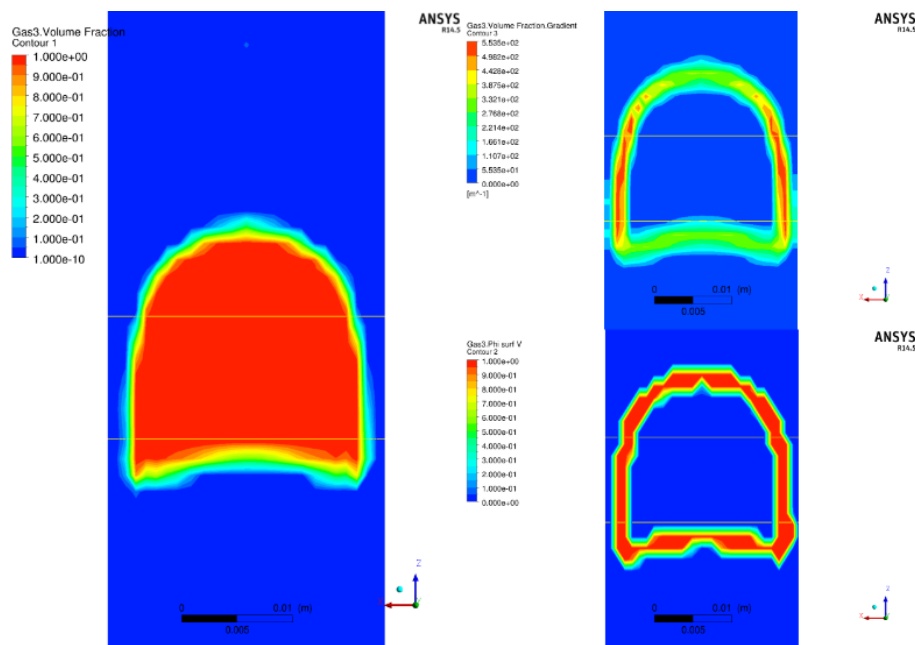 ANSYS
R14.5
Gas3.Volume Fraction
Contour 1
1.000e+00
9.000e-01
8.000e-01
7.000e-01
6.000e-01
5.000e-01
4.000e-01
3.000e-01
2.000e-01
1.000e-01
1.000e-10
0
0.01
(m)
0.005
Z
X
Y
ANSYS
R14.5
Gas3.Volume Fraction.Gradient
Contour 3
5.535e+02
4.982e+02
4.428e+02
3.875e+02
3.321e+02
2.768e+02
2.214e+02
1.661e+02
1.107e+02
5.535e+01
0.000e+00
[m^-1]
0
0.01
(m)
0.005
Z
X
Y
ANSYS
R14.5
Gas3.Phi surf V
Contour 2
1.000e+00
9.000e-01
8.000e-01
7.000e-01
6.000e-01
5.000e-01
4.000e-01
3.000e-01
2.000e-01
1.000e-01
0.000e+00
0
0.01
(m)
0.005
Z
X
Y